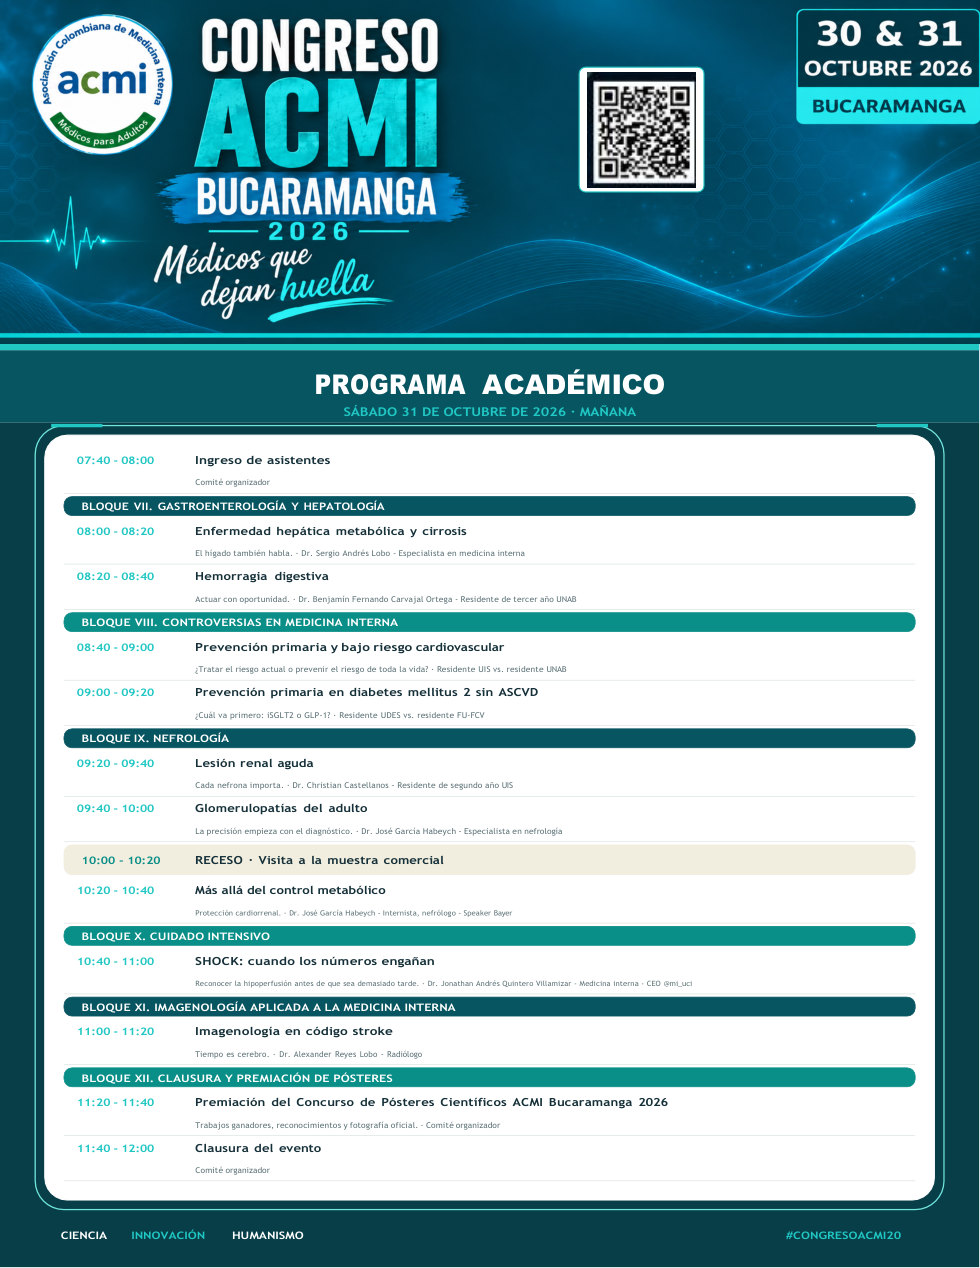 Asociación Colombiana de Medicina Interna
acmi
Médicos para Adultos
CONGRESO
ACMI
BUCARAMANGA
2026
Médicos que
dejan huella
30 & 31
OCTUBRE 2026
BUCARAMANGA
PROGRAMA ACADÉMICO
SÁBADO 31 DE OCTUBRE DE 2026 · MAÑANA
07:40 - 08:00 Ingreso de asistentes
Comité organizador
BLOQUE VII. GASTROENTEROLOGÍA Y HEPATOLOGÍA
08:00 - 08:20 Enfermedad hepática metabólica y cirrosis
El hígado también habla. · Dr. Sergio Andrés Lobo - Especialista en medicina interna
08:20 - 08:40 Hemorragia digestiva
Actuar con oportunidad. · Dr. Benjamín Fernando Carvajal Ortega - Residente de tercer año UNAB
BLOQUE VIII. CONTROVERSIAS EN MEDICINA INTERNA
08:40 - 09:00 Prevención primaria y bajo riesgo cardiovascular
¿Tratar el riesgo actual o prevenir el riesgo de toda la vida? · Residente UIS vs. residente UNAB
09:00 - 09:20 Prevención primaria en diabetes mellitus 2 sin ASCVD
¿Cuál va primero: iSGLT2 o GLP-1? · Residente UDES vs. residente FU-FCV
BLOQUE IX. NEFROLOGÍA
09:20 - 09:40 Lesión renal aguda
Cada nefrona importa. · Dr. Christian Castellanos - Residente de segundo año UIS
09:40 - 10:00 Glomerulopatías del adulto
La precisión empieza con el diagnóstico. · Dr. José García Habeych - Especialista en nefrología
10:00 - 10:20 RECESO · Visita a la muestra comercial
10:20 - 10:40 Más allá del control metabólico
Protección cardiorrenal. · Dr. José García Habeych - Internista, nefrólogo - Speaker Bayer
BLOQUE X. CUIDADO INTENSIVO
10:40 - 11:00 SHOCK: cuando los números engañan
Reconocer la hipoperfusión antes de que sea demasiado tarde. · Dr. Jonathan Andrés Quintero Villamizar - Medicina interna - CEO @mi_uci
BLOQUE XI. IMAGENOLOGÍA APLICADA A LA MEDICINA INTERNA
11:00 - 11:20 Imagenología en código stroke
Tiempo es cerebro. · Dr. Alexander Reyes Lobo - Radiólogo
BLOQUE XII. CLAUSURA Y PREMIACIÓN DE PÓSTERES
11:20 - 11:40 Premiación del Concurso de Pósteres Científicos ACMI Bucaramanga 2026
Trabajos ganadores, reconocimientos y fotografía oficial. · Comité organizador
11:40 - 12:00 Clausura del evento
Comité organizador
CIENCIA INNOVACIÓN HUMANISMO #CONGRESOACMI20